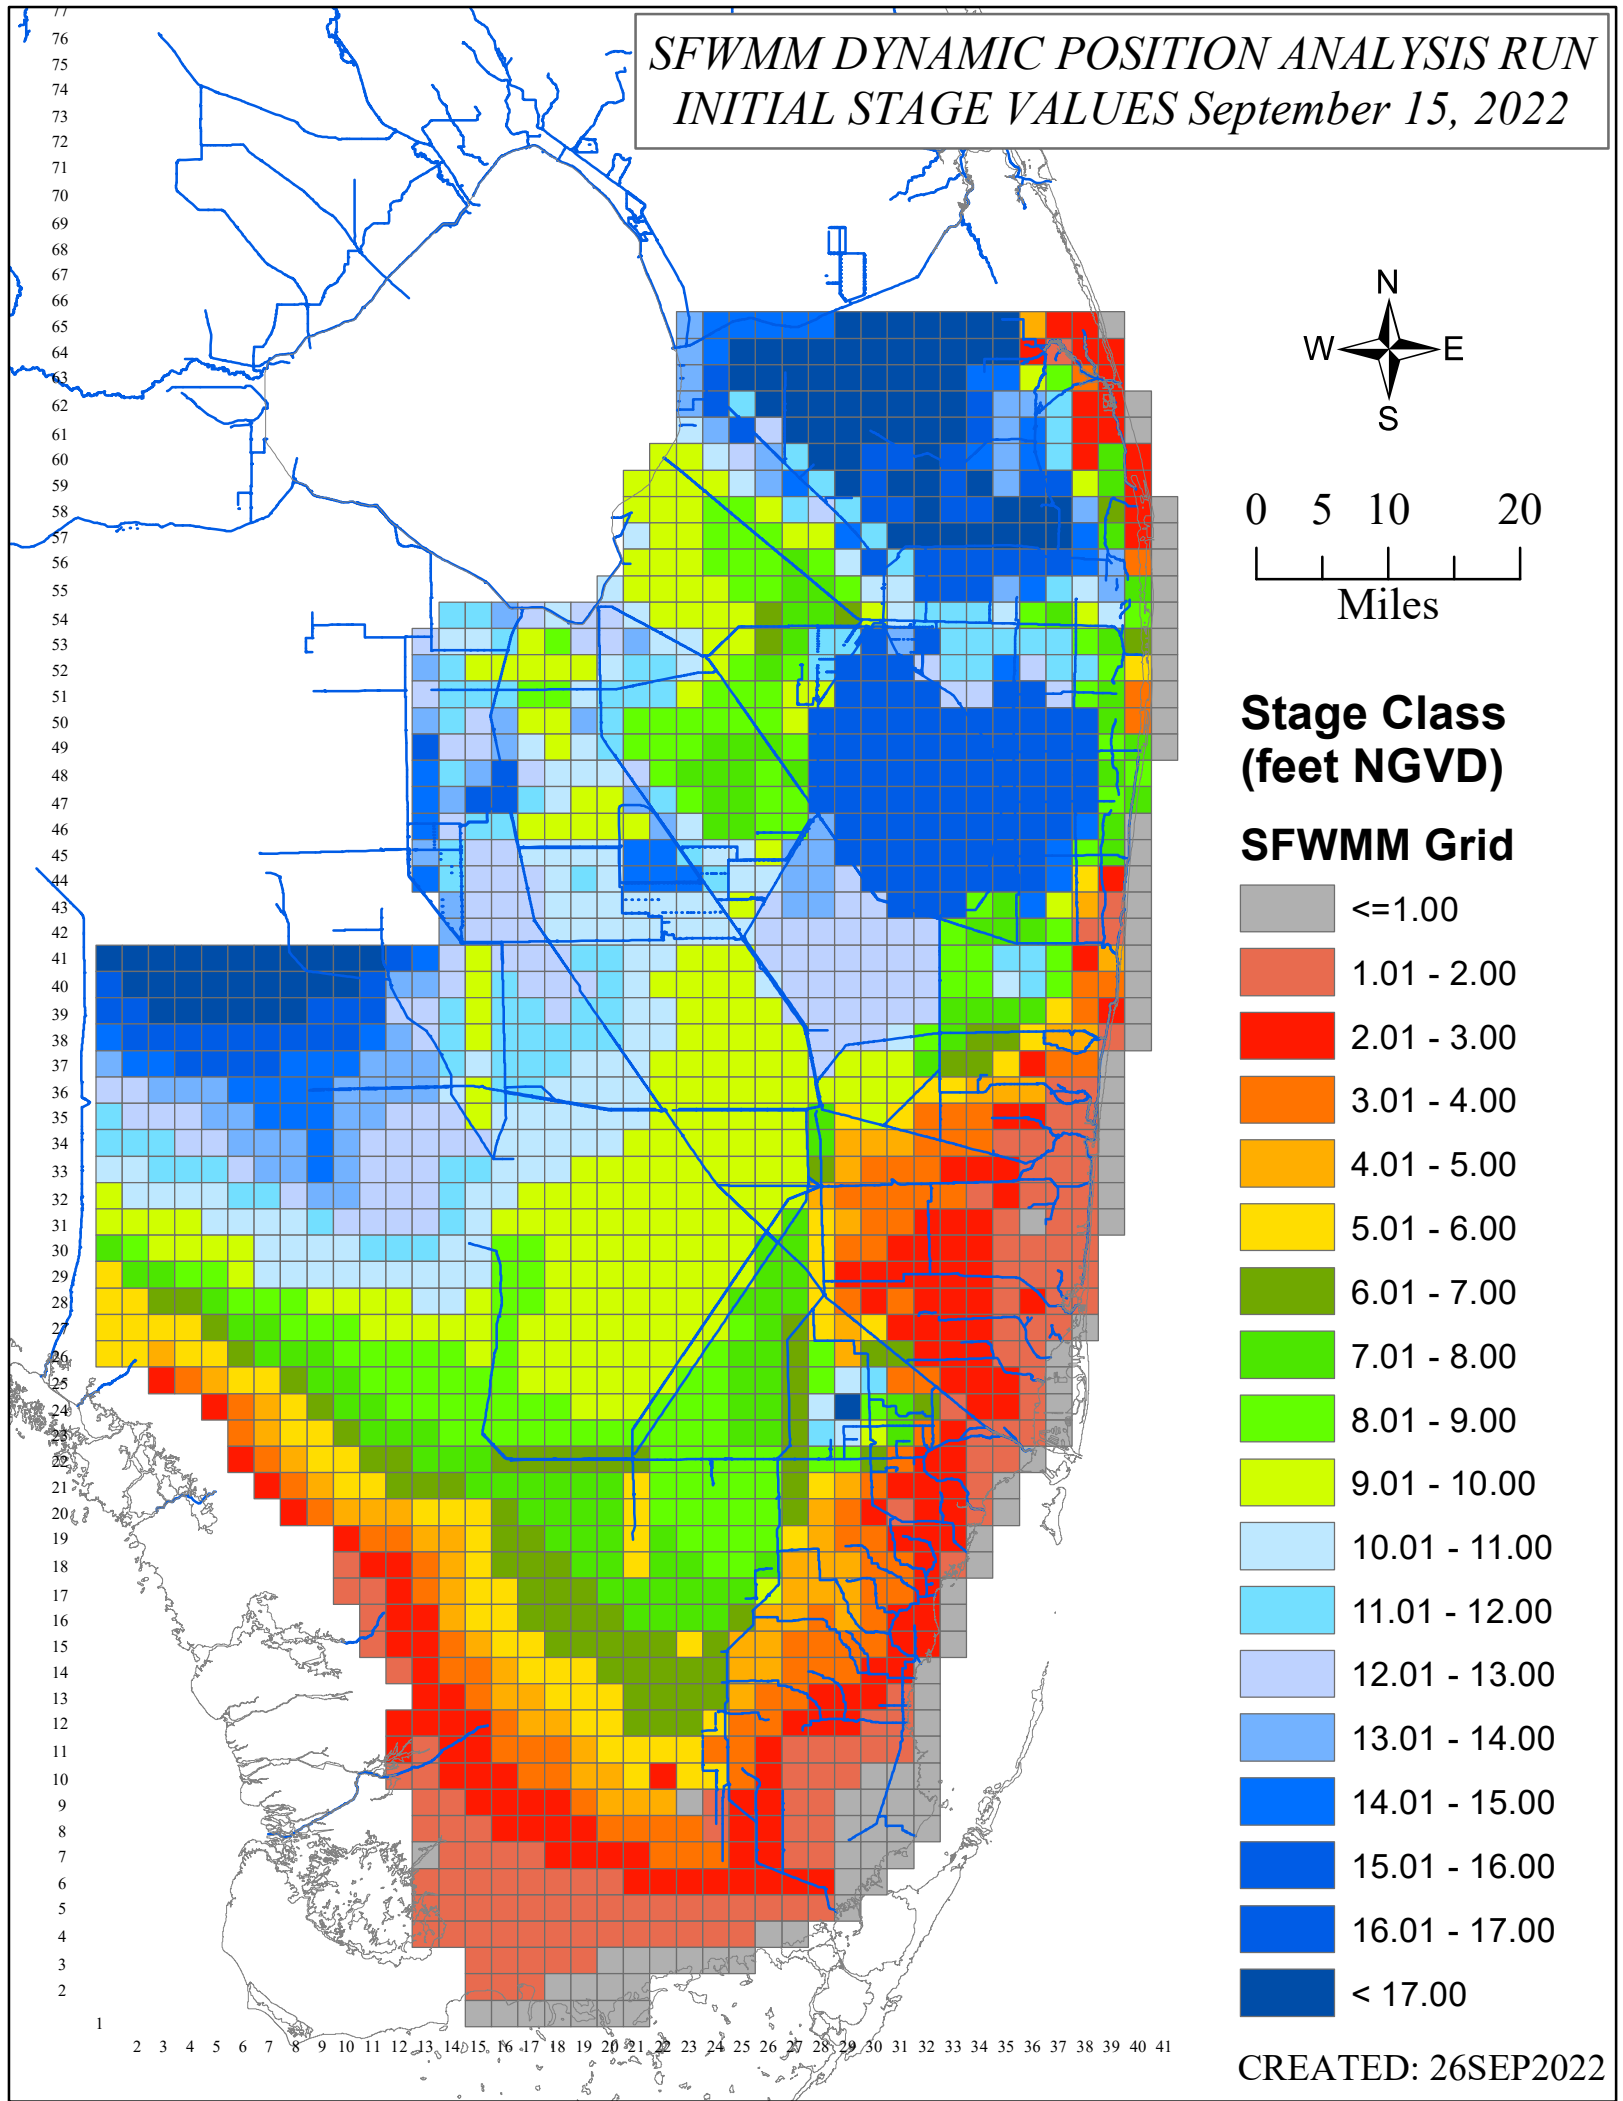 SFWMM DYNAMIC POSITION ANALYSIS RUN
INITIAL STAGE VALUES September 15, 2022
77
76
75
74
73
72
71
70
69
68
67
66
65
64
63
62
61
60
59
58
57
56
55
54
53
52
51
50
49
48
47
46
45
44
43
42
41
40
39
38
37
36
35
34
33
32
31
30
29
28
27
26
25
24
23
22
21
20
19
18
17
16
15
14
13
12
11
10
9
8
7
6
5
4
3
2
1
2 3 4 5 6 7 8 9 10 11 12 13 14 15 16 17 18 19 20 21 22 23 24 25 26 27 28 29 30 31 32 33 34 35 36 37 38 39 40 41
N
W E
S
0 5 10 20
Miles
Stage Class
(feet NGVD)
SFWMM Grid
<=1.00
1.01 - 2.00
2.01 - 3.00
3.01 - 4.00
4.01 - 5.00
5.01 - 6.00
6.01 - 7.00
7.01 - 8.00
8.01 - 9.00
9.01 - 10.00
10.01 - 11.00
11.01 - 12.00
12.01 - 13.00
13.01 - 14.00
14.01 - 15.00
15.01 - 16.00
16.01 - 17.00
< 17.00
CREATED: 26SEP2022